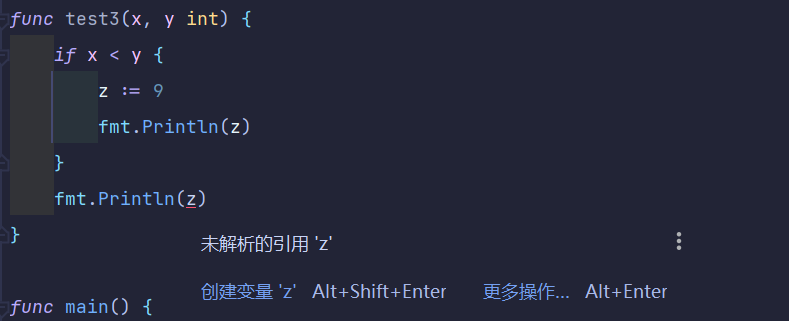 func test3(x, y int) {
if x < y {
z := 9
fmt.Println(z)
}
fmt.Println(z)
}
未解析的引用 'z'
创建变量 'z' Alt+Shift+Enter 更多操作... Alt+Enter
func main() {